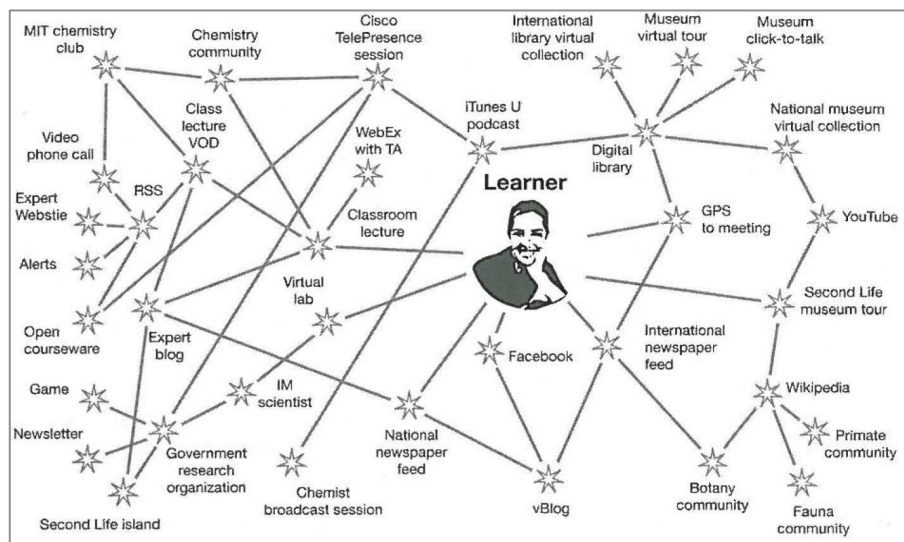 MIT chemistry
club
Chemistry
community
Cisco
TelePresence
session
International
library virtual
collection
Museum
virtual tour
Museum
click-to-talk
Video
phone call
Class
lecture
VOD
WebEx
with TA
iTunes U
podcast
Digital
library
National museum
virtual collection
RSS
Expert
Webstie
Learner
Classroom
lecture
GPS
to meeting
YouTube
Alerts
Virtual
lab
Second Life
museum tour
Open
courseware
Expert
blog
Facebook
International
newspaper
feed
Game
IM
scientist
Wikipedia
Newsletter
Government
research
organization
National
newspaper
feed
Primate
community
Second Life island
Chemist
broadcast session
vBlog
Botany
community
Fauna
community